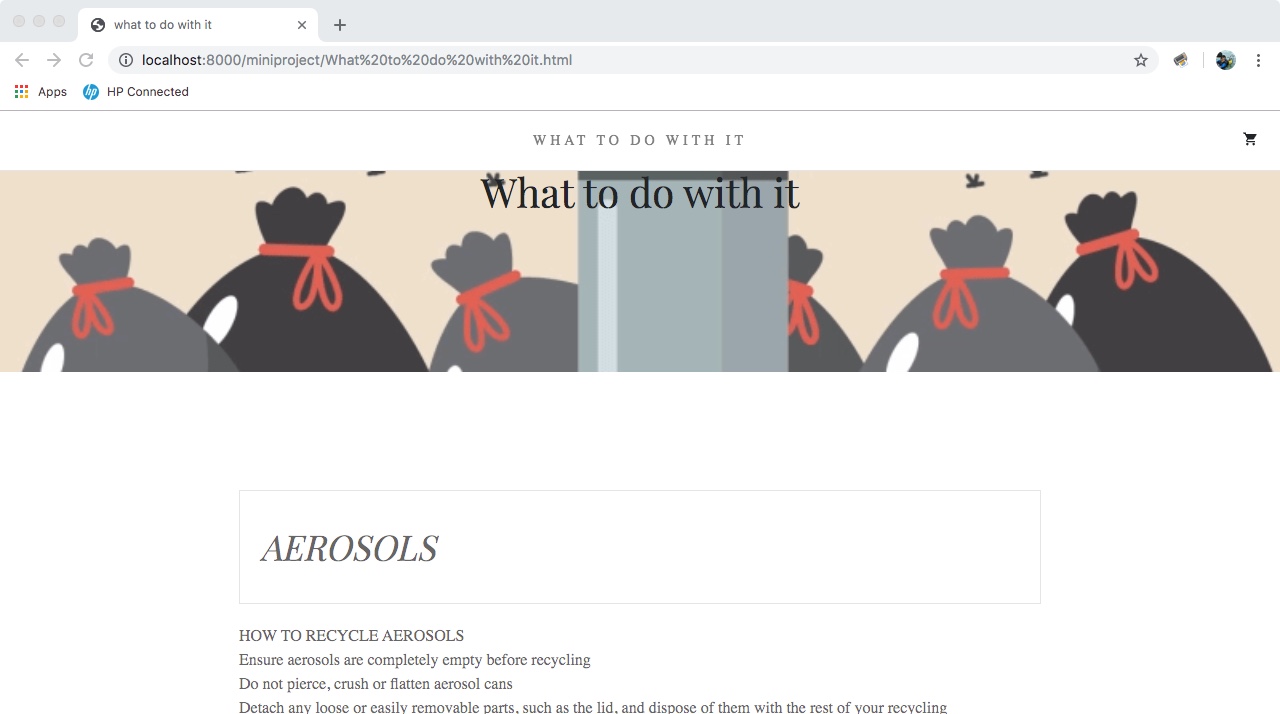 what to do with it
localhost:8000/miniproject/What%20to%20do%20with%20it.html
Apps
hp
HP Connected
WHAT TO DO WITH IT
What to do with it
AEROSOLS
HOW TO RECYCLE AEROSOLS
Ensure aerosols are completely empty before recycling
Do not pierce, crush or flatten aerosol cans
Detach any loose or easily removable parts, such as the lid, and dispose of them with the rest of your recycling